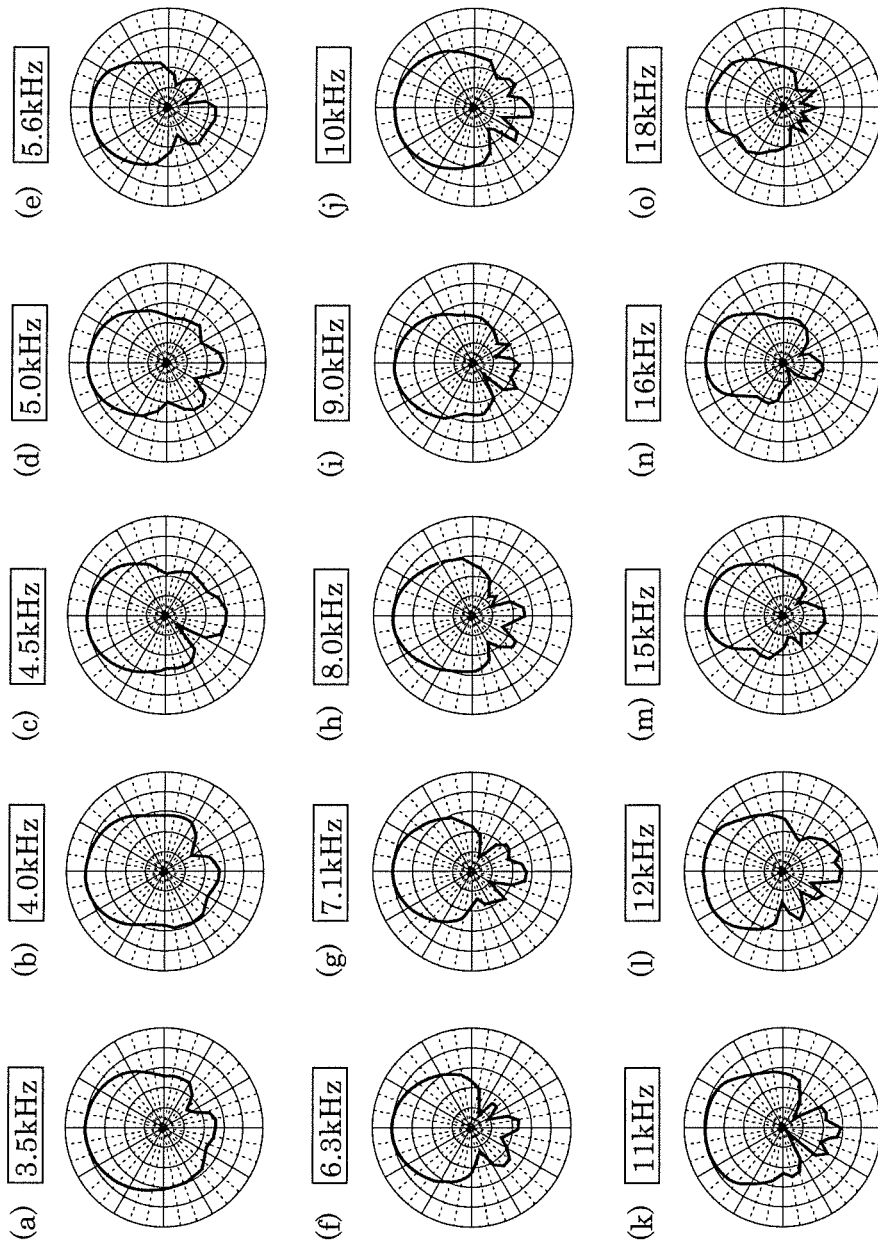 (a) 3.5kHz
(b) 4.0kHz
(c) 4.5kHz
(d) 5.0kHz
(e) 5.6kHz
(f) 6.3kHz
(g) 7.1kHz
(h) 8.0kHz
(i) 9.0kHz
(j) 10kHz
(k) 11kHz
(l) 12kHz
(m) 15kHz
(n) 16kHz
(o) 18kHz